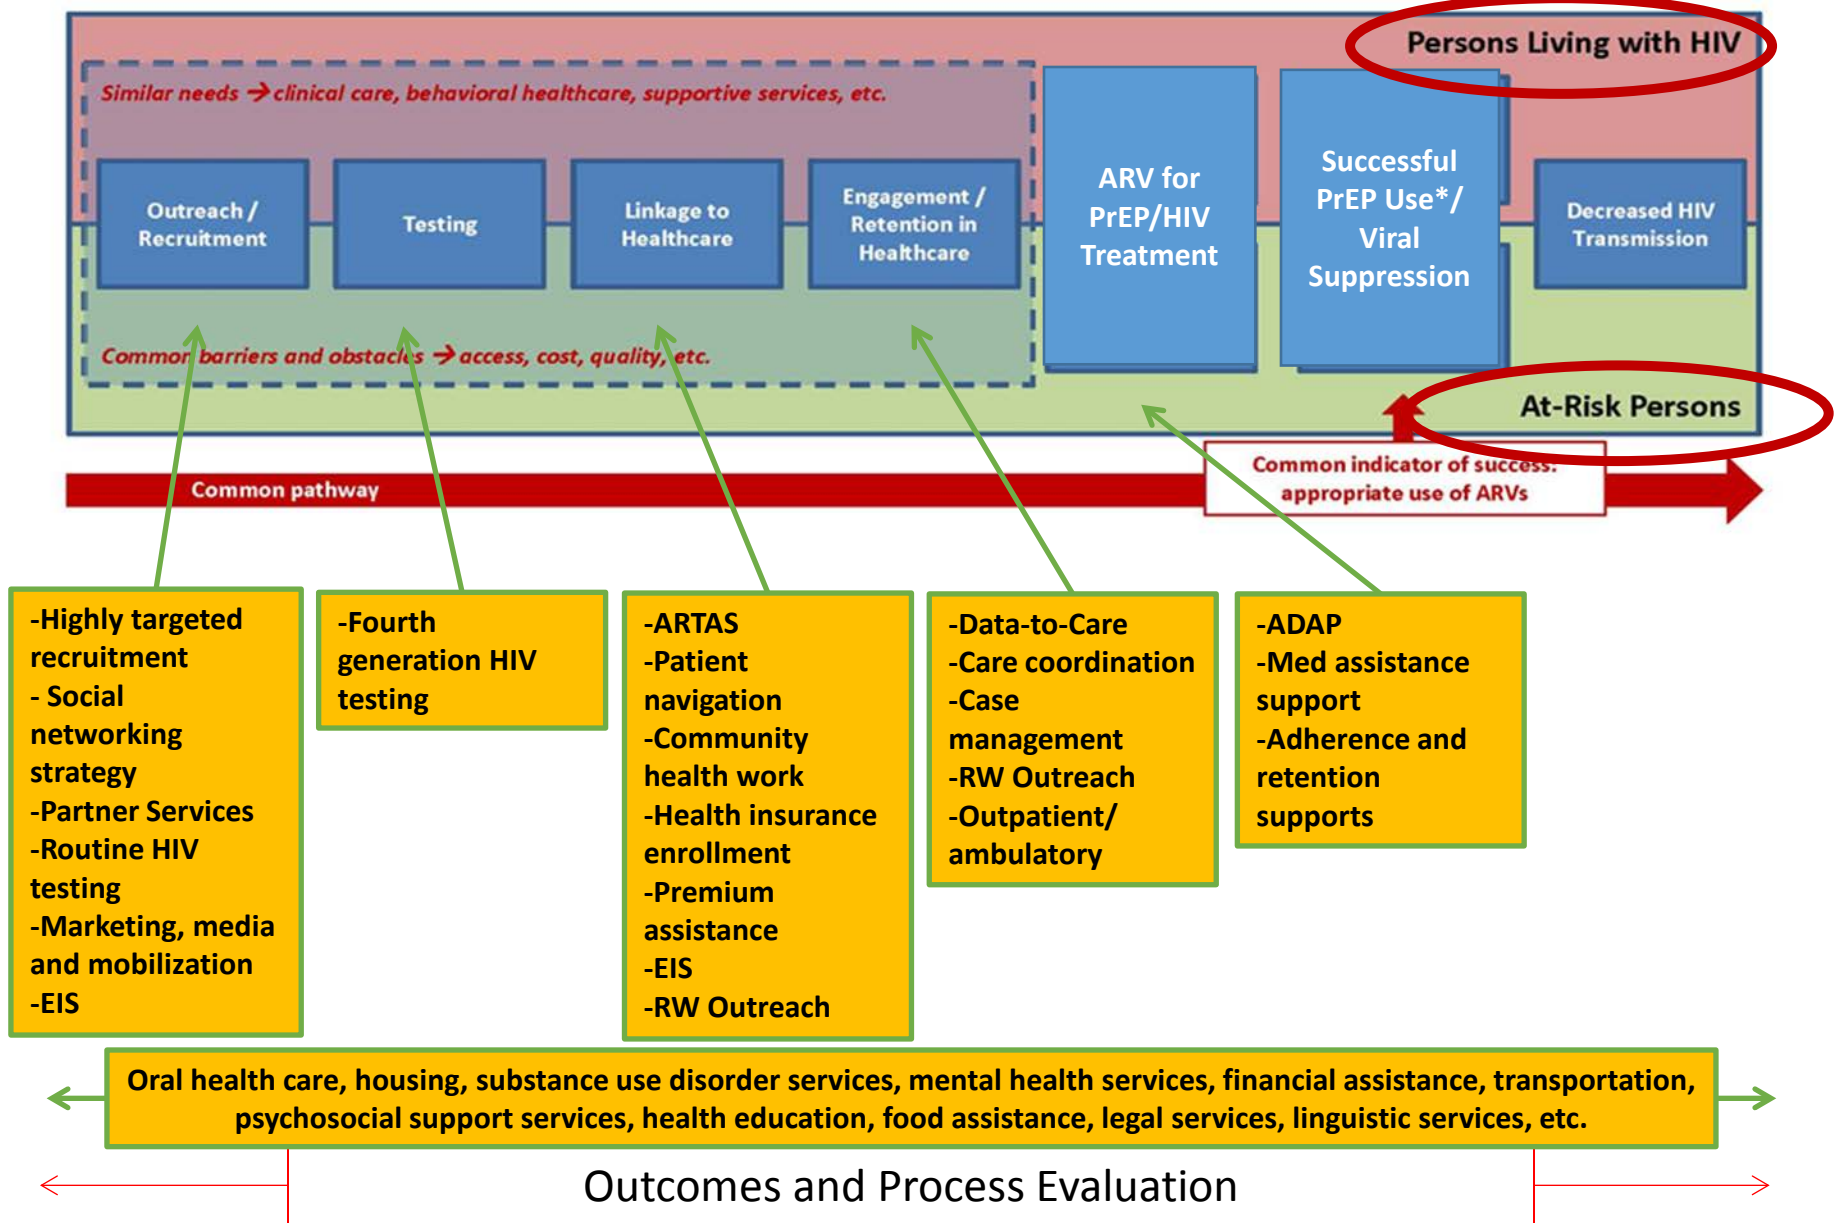 Persons Living with HIV
Similar needs → clinical care, behavioral healthcare, supportive services, etc.
Outreach /
Recruitment
Testing
Linkage to
Healthcare
Engagement /
Retention in
Healthcare
ARV for
PrEP/HIV
Treatment
Successful
PrEP Use*/
Viral
Suppression
Decreased HIV
Transmission
Common barriers and obstacles → access, cost, quality, etc.
At-Risk Persons
Common pathway
Common indicator of success:
appropriate use of ARVs
-Highly targeted
recruitment
- Social
networking
strategy
-Partner Services
-Routine HIV
testing
-Marketing, media
and mobilization
-EIS
-Fourth
generation HIV
testing
-ARTAS
-Patient
navigation
-Community
health work
-Health insurance
enrollment
-Premium
assistance
-EIS
-RW Outreach
-Data-to-Care
-Care coordination
-Case
management
-RW Outreach
-Outpatient/
ambulatory
-ADAP
-Med assistance
support
-Adherence and
retention
supports
Oral health care, housing, substance use disorder services, mental health services, financial assistance, transportation,
psychosocial support services, health education, food assistance, legal services, linguistic services, etc.
Outcomes and Process Evaluation